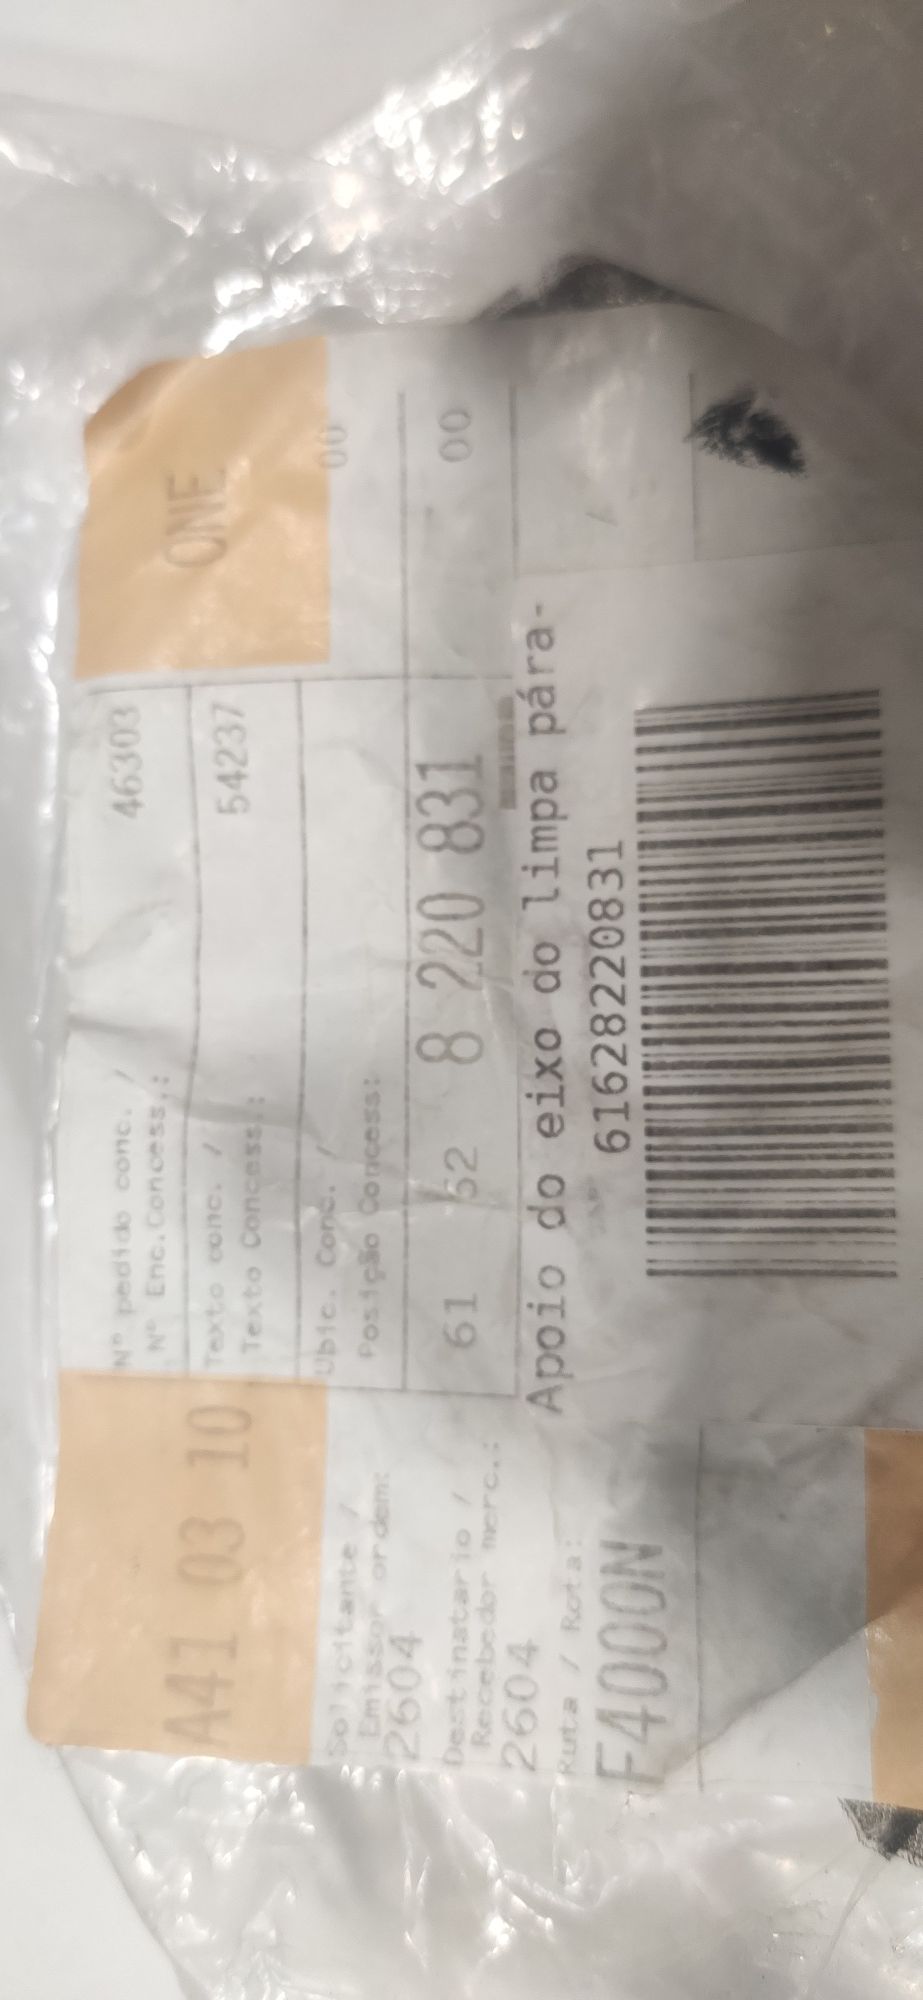 A41 03 10
ONE
Nº pedido conc. /
Nº Enc.Concess.: 46303
Texto conc. /
Texto Concess.: 54237
Ubic. Conc. /
Posição Concess:
00
61 62 8 220 831 00
Solicitante /
Emissor ordem:
2604
Destinatario /
Recebedor merc.:
2604
Ruta / Rota:
F4000N
Apoio do eixo do limpa pára-
61628220831